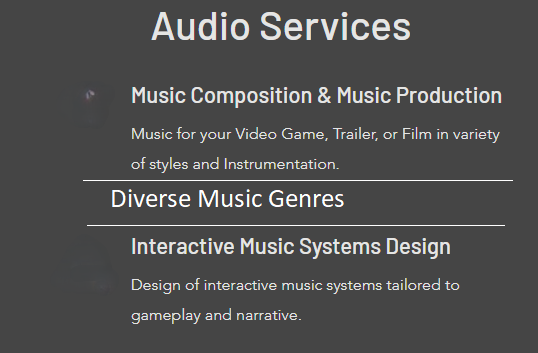 Audio Services
Music Composition & Music Production
Music for your Video Game, Trailer, or Film in variety
of styles and Instrumentation.
Diverse Music Genres
Interactive Music Systems Design
Design of interactive music systems tailored to
gameplay and narrative.